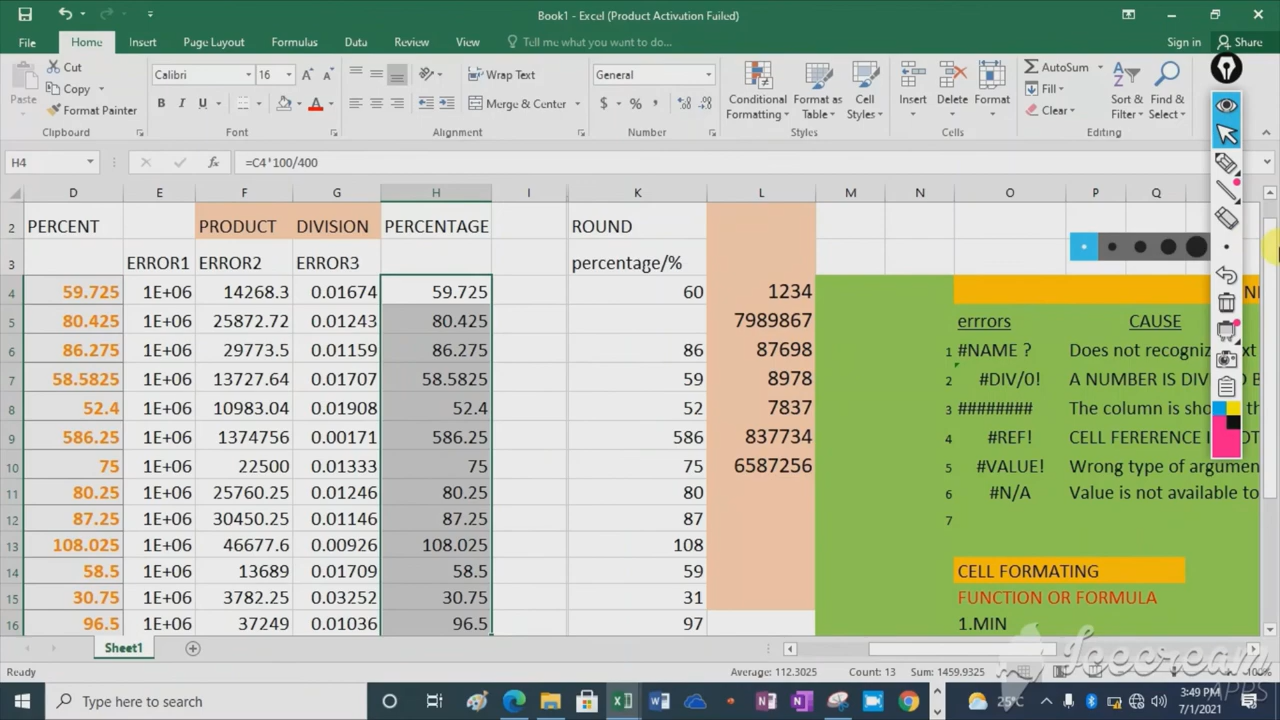 Book1 - Excel (Product Activation Failed)
File Home Insert Page Layout Formulas Data Review View Tell me what you want to do... Sign in Share
Cut
Copy
Format Painter
Paste
Clipboard
Calibri 16
B I U
Font
Wrap Text
Merge & Center
Alignment
General
$ % ,
Number
Conditional Formatting
Format as Table
Cell Styles
Styles
Insert Delete Format
Cells
AutoSum
Fill
Clear
Sort & Filter
Find & Select
Editing
H4 fx =C4*100/400
D E F G H I K L M N O P Q
2 PERCENT PRODUCT DIVISION PERCENTAGE ROUND
3 ERROR1 ERROR2 ERROR3 percentage/%
4 59.725 1E+06 14268.3 0.01674 59.725 60 1234
5 80.425 1E+06 25872.72 0.01243 80.425 7989867 errrors CAUSE
6 86.275 1E+06 29773.5 0.01159 86.275 86 87698 1 #NAME ? Does not recogniz
7 58.5825 1E+06 13727.64 0.01707 58.5825 59 8978 2 #DIV/0! A NUMBER IS DIV
8 52.4 1E+06 10983.04 0.01908 52.4 52 7837 3 ######## The column is sho
9 586.25 1E+06 1374756 0.00171 586.25 586 837734 4 #REF! CELL FERERENCE I
10 75 1E+06 22500 0.01333 75 75 6587256 5 #VALUE! Wrong type of argumen
11 80.25 1E+06 25760.25 0.01246 80.25 80 6 #N/A Value is not available to
12 87.25 1E+06 30450.25 0.01146 87.25 87 7
13 108.025 1E+06 46677.6 0.00926 108.025 108
14 58.5 1E+06 13689 0.01709 58.5 59 CELL FORMATING
15 30.75 1E+06 3782.25 0.03252 30.75 31 FUNCTION OR FORMULA
16 96.5 1E+06 37249 0.01036 96.5 97 1.MIN
Sheet1
Ready Average: 112.3025 Count: 13 Sum: 1459.9325 100%
Icecream
APPS
Type here to search
25°C
3:49 PM
7/1/2021